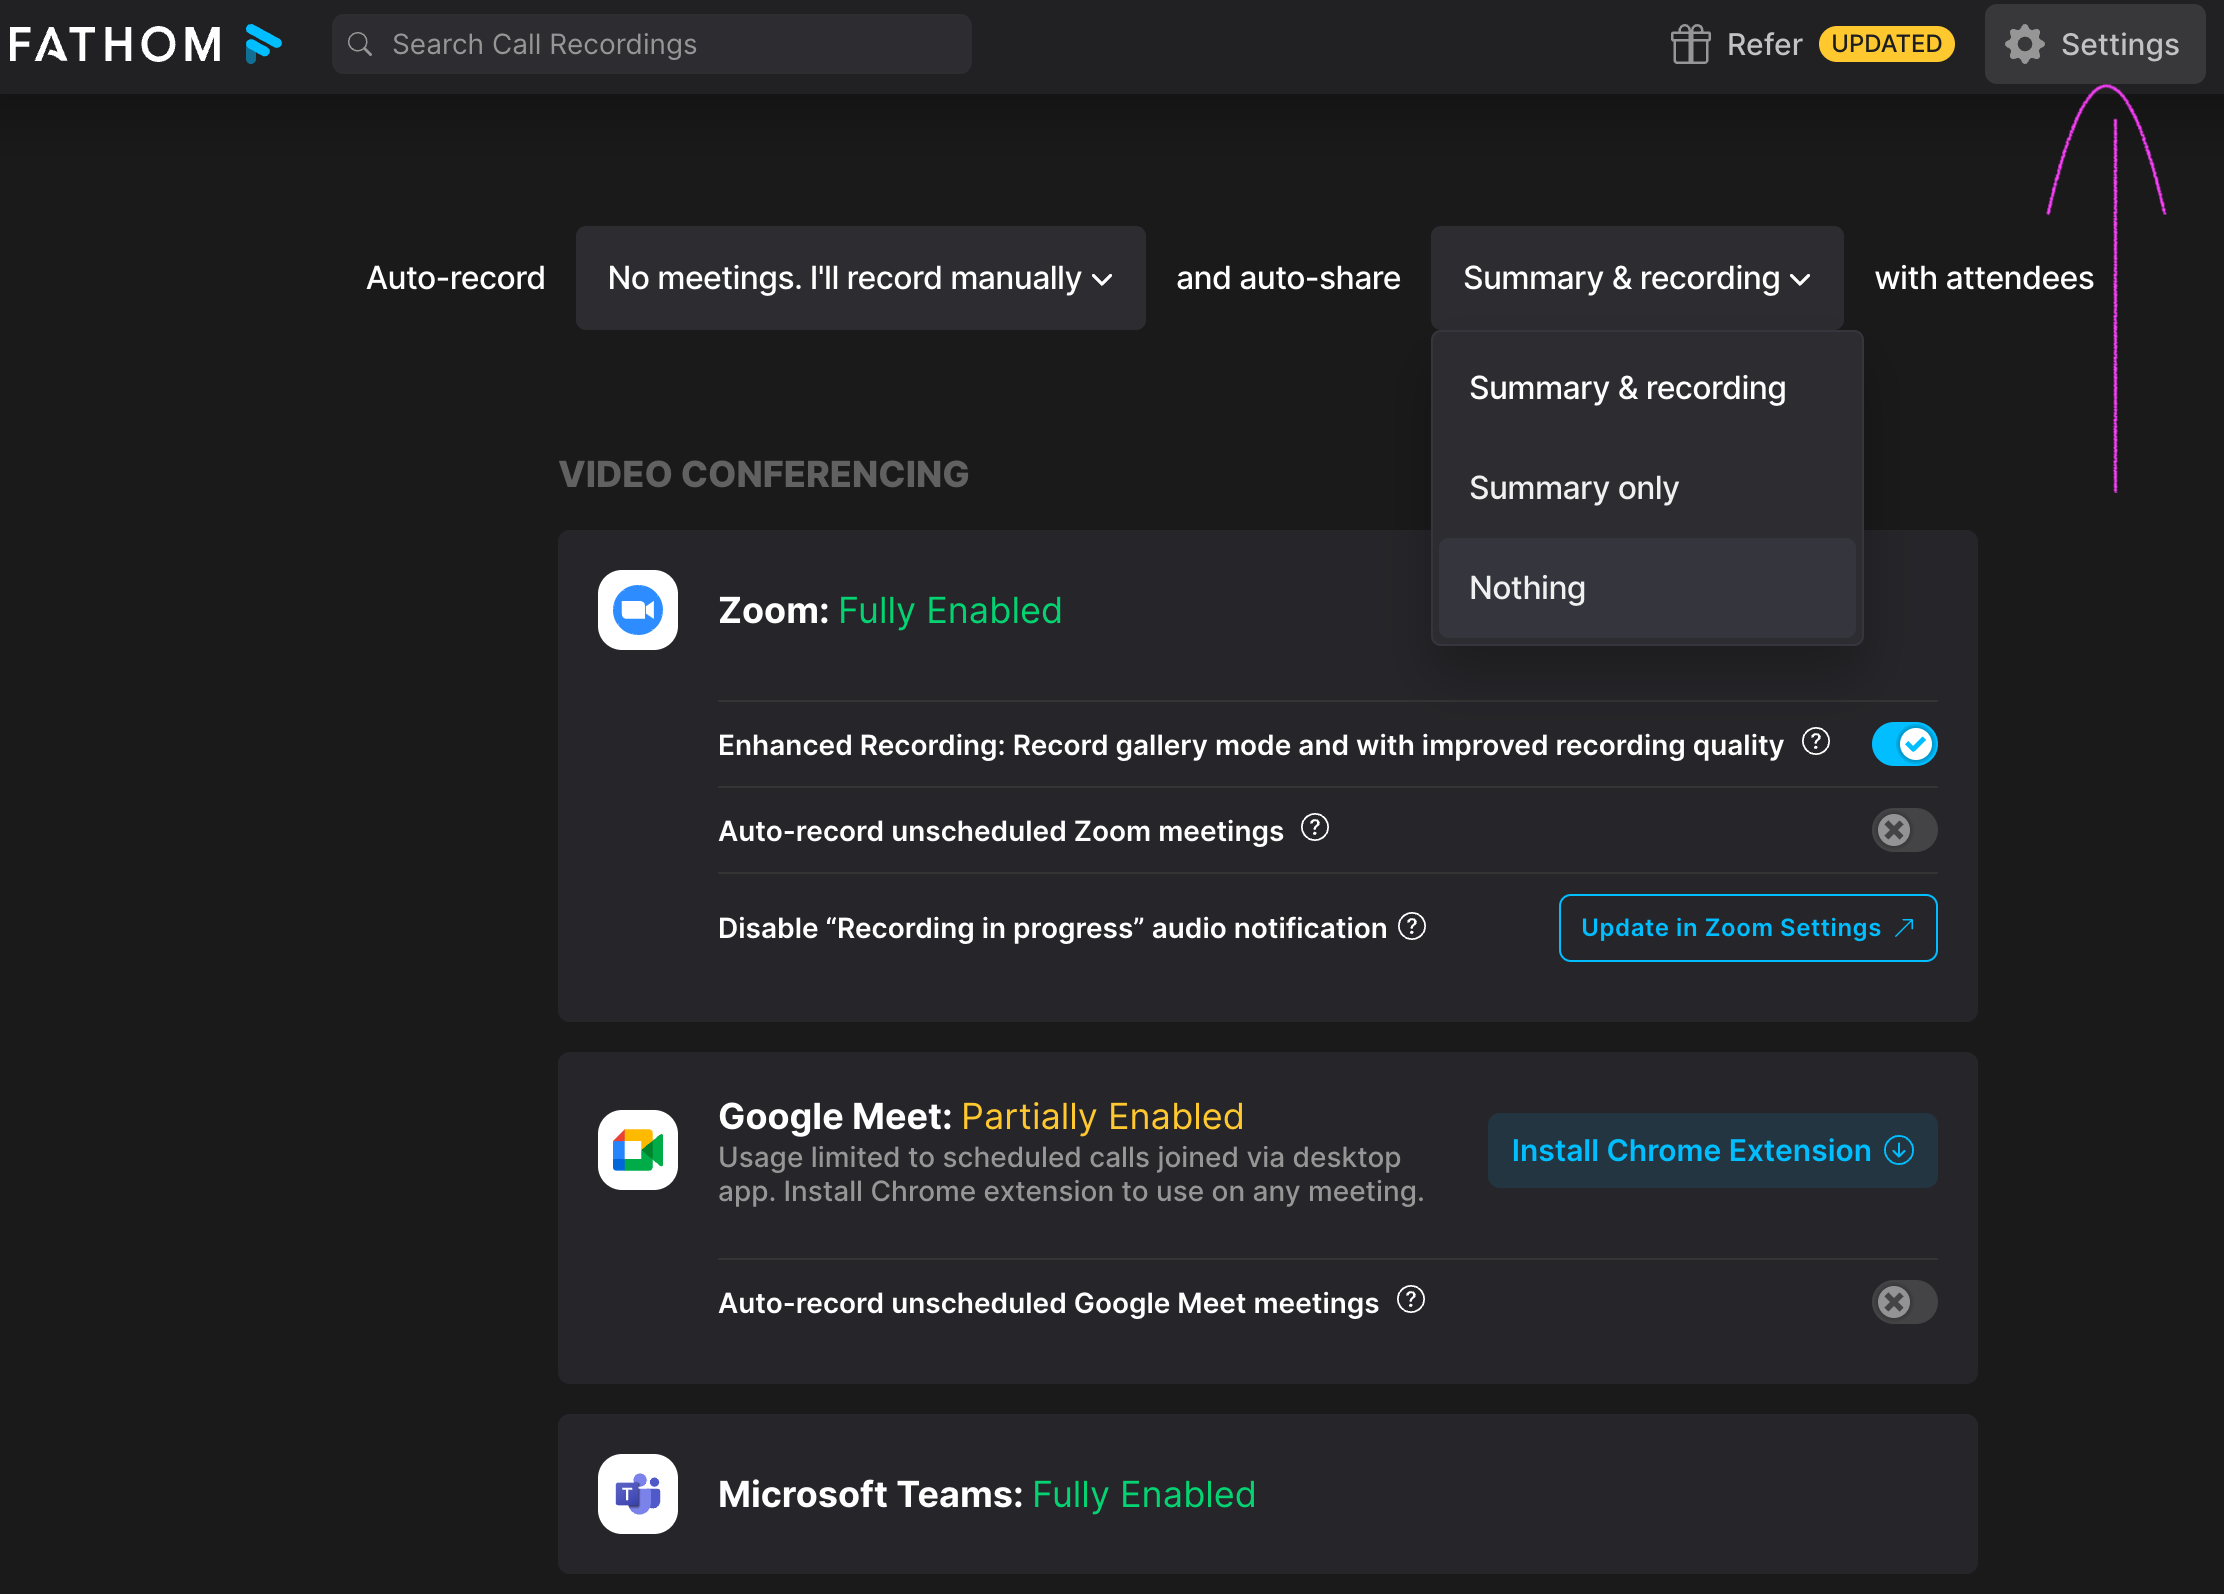 FATHOM
Search Call Recordings
Refer UPDATED
Settings
Auto-record No meetings. I'll record manually and auto-share Summary & recording with attendees
Summary & recording
Summary only
Nothing
VIDEO CONFERENCING
Zoom: Fully Enabled
Enhanced Recording: Record gallery mode and with improved recording quality ?
Auto-record unscheduled Zoom meetings ?
Disable “Recording in progress” audio notification ?
Update in Zoom Settings
Google Meet: Partially Enabled
Usage limited to scheduled calls joined via desktop
app. Install Chrome extension to use on any meeting.
Install Chrome Extension
Auto-record unscheduled Google Meet meetings ?
T
Microsoft Teams: Fully Enabled